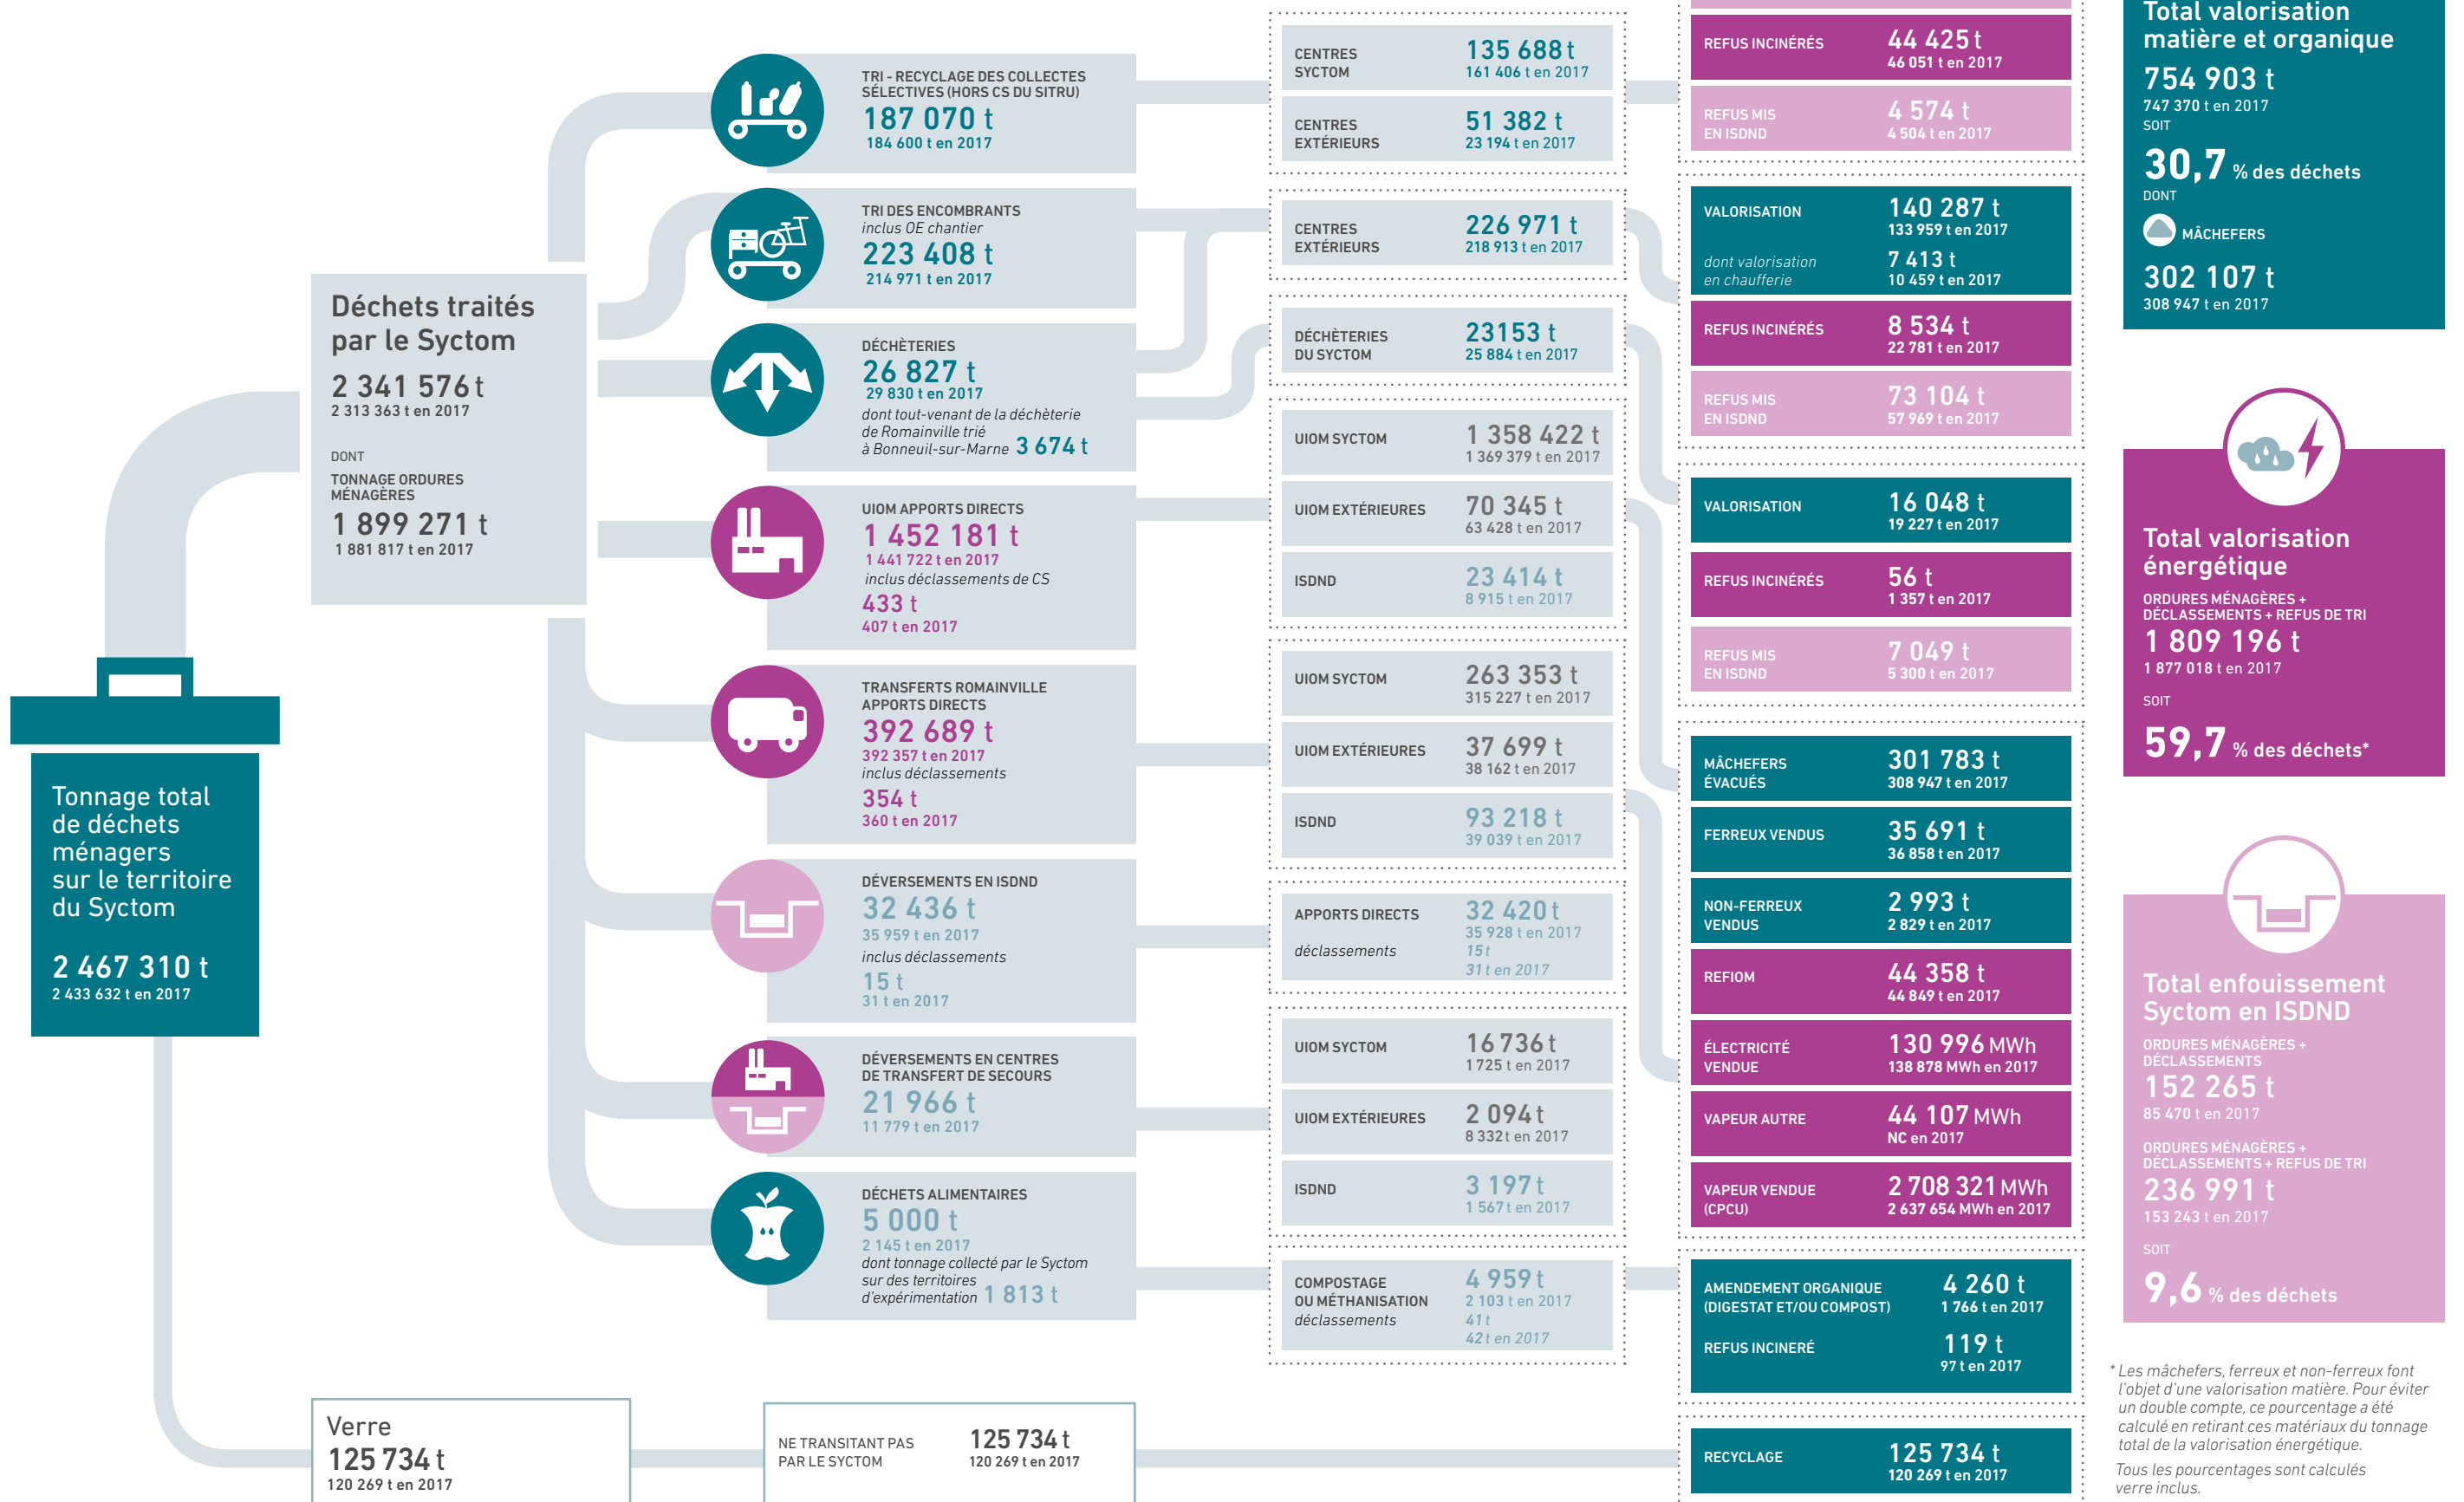 Tonnage total
de déchets
ménagers
sur le territoire
du Syctom
2 467 310 t
2 433 632 t en 2017
Déchets traités
par le Syctom
2 341 576 t
2 313 363 t en 2017
DONT
TONNAGE ORDURES
MÉNAGÈRES
1 899 271 t
1 881 817 t en 2017
Verre
125 734 t
120 269 t en 2017
TRI - RECYCLAGE DES COLLECTES
SÉLECTIVES (HORS CS DU SITRU)
187 070 t
184 600 t en 2017
TRI DES ENCOMBRANTS
inclus OE chantier
223 408 t
214 971 t en 2017
DÉCHÈTERIES
26 827 t
29 830 t en 2017
dont tout-venant de la déchèterie
de Romainville trié
à Bonneuil-sur-Marne 3 674 t
UIOM APPORTS DIRECTS
1 452 181 t
1 441 722 t en 2017
inclus déclassements de CS
433 t
407 t en 2017
TRANSFERTS ROMAINVILLE
APPORTS DIRECTS
392 689 t
392 357 t en 2017
inclus déclassements
354 t
360 t en 2017
DÉVERSEMENTS EN ISDND
32 436 t
35 959 t en 2017
inclus déclassements
15 t
31 t en 2017
DÉVERSEMENTS EN CENTRES
DE TRANSFERT DE SECOURS
21 966 t
11 779 t en 2017
DÉCHETS ALIMENTAIRES
5 000 t
2 145 t en 2017
dont tonnage collecté par le Syctom
sur des territoires
d'expérimentation 1 813 t
NE TRANSITANT PAS
PAR LE SYCTOM
125 734 t
120 269 t en 2017
CENTRES
SYCTOM
135 688 t
161 406 t en 2017
CENTRES
EXTÉRIEURS
51 382 t
23 194 t en 2017
CENTRES
EXTÉRIEURS
226 971 t
218 913 t en 2017
DÉCHÈTERIES
DU SYCTOM
23153 t
25 884 t en 2017
UIOM SYCTOM
1 358 422 t
1 369 379 t en 2017
UIOM EXTÉRIEURES
70 345 t
63 428 t en 2017
ISDND
23 414 t
8 915 t en 2017
UIOM SYCTOM
263 353 t
315 227 t en 2017
UIOM EXTÉRIEURES
37 699 t
38 162 t en 2017
ISDND
93 218 t
39 039 t en 2017
APPORTS DIRECTS
32 420 t
35 928 t en 2017
déclassements
15 t
31 t en 2017
UIOM SYCTOM
16 736 t
1 725 t en 2017
UIOM EXTÉRIEURES
2 094 t
8 332 t en 2017
ISDND
3 197 t
1 567 t en 2017
COMPOSTAGE
OU MÉTHANISATION
4 959 t
2 103 t en 2017
déclassements
41 t
42 t en 2017
REFUS INCINÉRÉS
44 425 t
46 051 t en 2017
REFUS MIS
EN ISDND
4 574 t
4 504 t en 2017
VALORISATION
140 287 t
133 959 t en 2017
dont valorisation
en chaufferie
7 413 t
10 459 t en 2017
REFUS INCINÉRÉS
8 534 t
22 781 t en 2017
REFUS MIS
EN ISDND
73 104 t
57 969 t en 2017
VALORISATION
16 048 t
19 227 t en 2017
REFUS INCINÉRÉS
56 t
1 357 t en 2017
REFUS MIS
EN ISDND
7 049 t
5 300 t en 2017
MÂCHEFERS
ÉVACUÉS
301 783 t
308 947 t en 2017
FERREUX VENDUS
35 691 t
36 858 t en 2017
NON-FERREUX
VENDUS
2 993 t
2 829 t en 2017
REFIOM
44 358 t
44 849 t en 2017
ÉLECTRICITÉ
VENDUE
130 996 MWh
138 878 MWh en 2017
VAPEUR AUTRE
44 107 MWh
NC en 2017
VAPEUR VENDUE
(CPCU)
2 708 321 MWh
2 637 654 MWh en 2017
AMENDEMENT ORGANIQUE
(DIGESTAT ET/OU COMPOST)
4 260 t
1 766 t en 2017
REFUS INCINERÉ
119 t
97 t en 2017
RECYCLAGE
125 734 t
120 269 t en 2017
Total valorisation
matière et organique
754 903 t
747 370 t en 2017
SOIT
30,7 % des déchets
DONT
MÂCHEFERS
302 107 t
308 947 t en 2017
Total valorisation
énergétique
ORDURES MÉNAGÈRES +
DÉCLASSEMENTS + REFUS DE TRI
1 809 196 t
1 877 018 t en 2017
SOIT
59,7 % des déchets*
Total enfouissement
Syctom en ISDND
ORDURES MÉNAGÈRES +
DÉCLASSEMENTS
152 265 t
85 470 t en 2017
ORDURES MÉNAGÈRES +
DÉCLASSEMENTS + REFUS DE TRI
236 991 t
153 243 t en 2017
SOIT
9,6 % des déchets
* Les mâchefers, ferreux et non-ferreux font
l'objet d'une valorisation matière. Pour éviter
un double compte, ce pourcentage a été
calculé en retirant ces matériaux du tonnage
total de la valorisation énergétique.
Tous les pourcentages sont calculés
verre inclus.